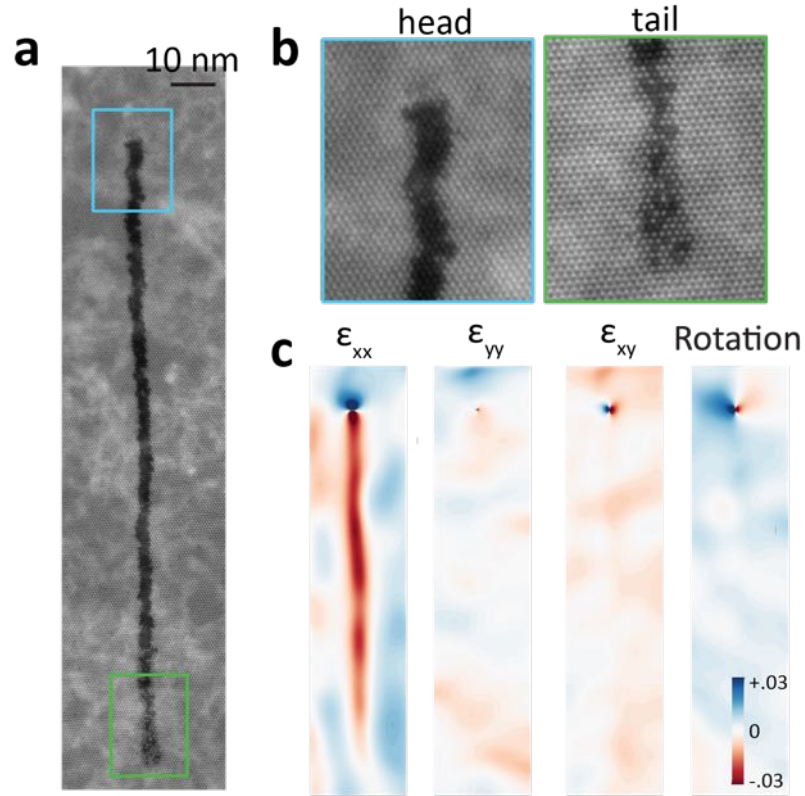 a
10 nm
b
head
tail
c
εxx
εyy
εxy
Rotation
+.03
0
-.03